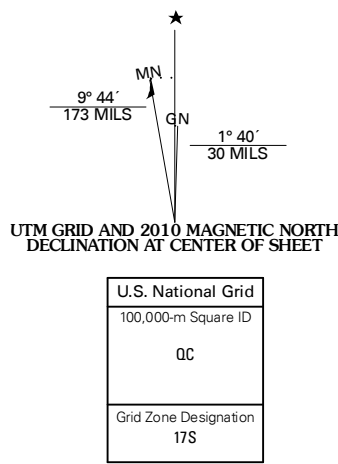 ★
MN
9° 44´
173 MILS
GN
1° 40´
30 MILS
UTM GRID AND 2010 MAGNETIC NORTH
DECLINATION AT CENTER OF SHEET
U.S. National Grid
100,000-m Square ID
QC
Grid Zone Designation
17S